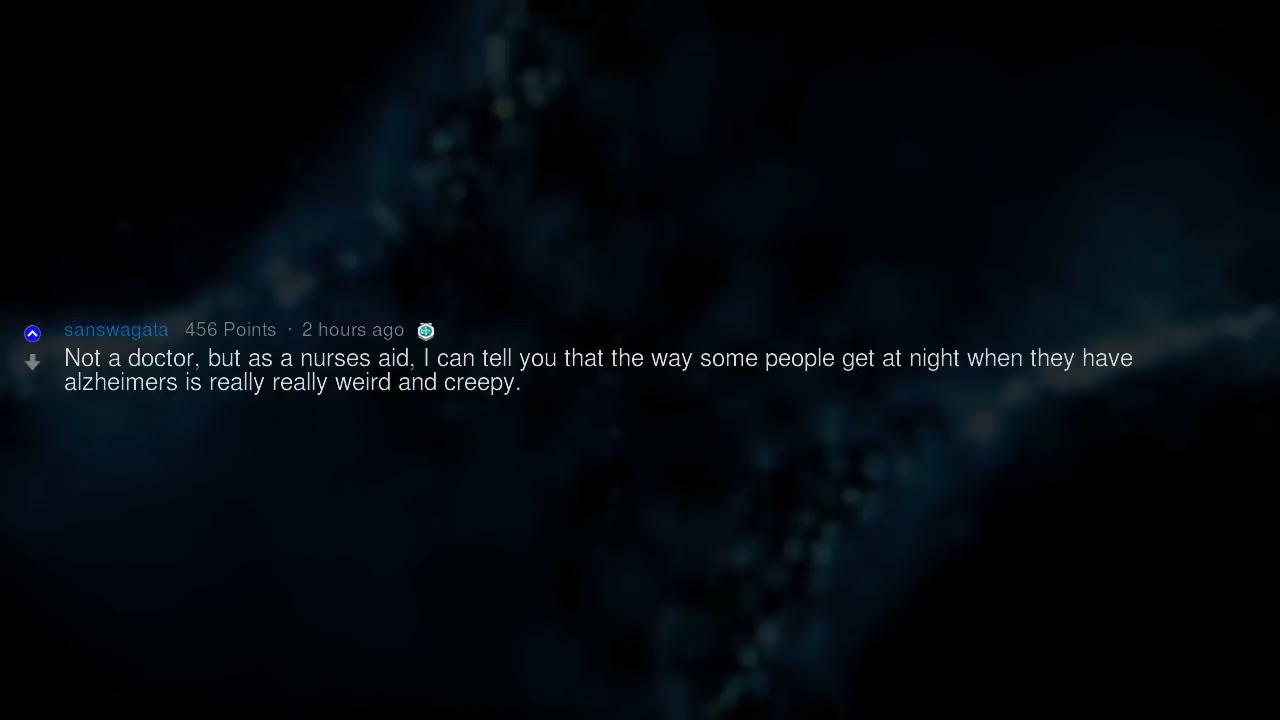 sanswagata 456 Points · 2 hours ago
Not a doctor, but as a nurses aid, I can tell you that the way some people get at night when they have
alzheimers is really really weird and creepy.